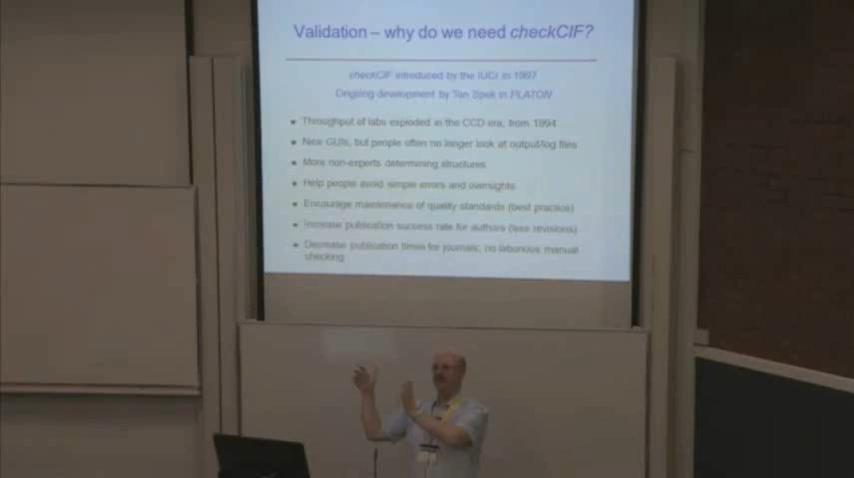 Validation – why do we need checkCIF?
checkCIF introduced by the IUCr in 1997
Ongoing development by Ton Spek in PLATON
Throughput of labs exploded in the CCD era, from 1994
New GUIs, but people often no longer look at output/log files
More non-experts determining structures
Help people avoid simple errors and oversights
Encourage maintenance of quality standards (best practice)
Increase publication success rate for authors (less revisions)
Decrease publication times for journals; no laborious manual
checking